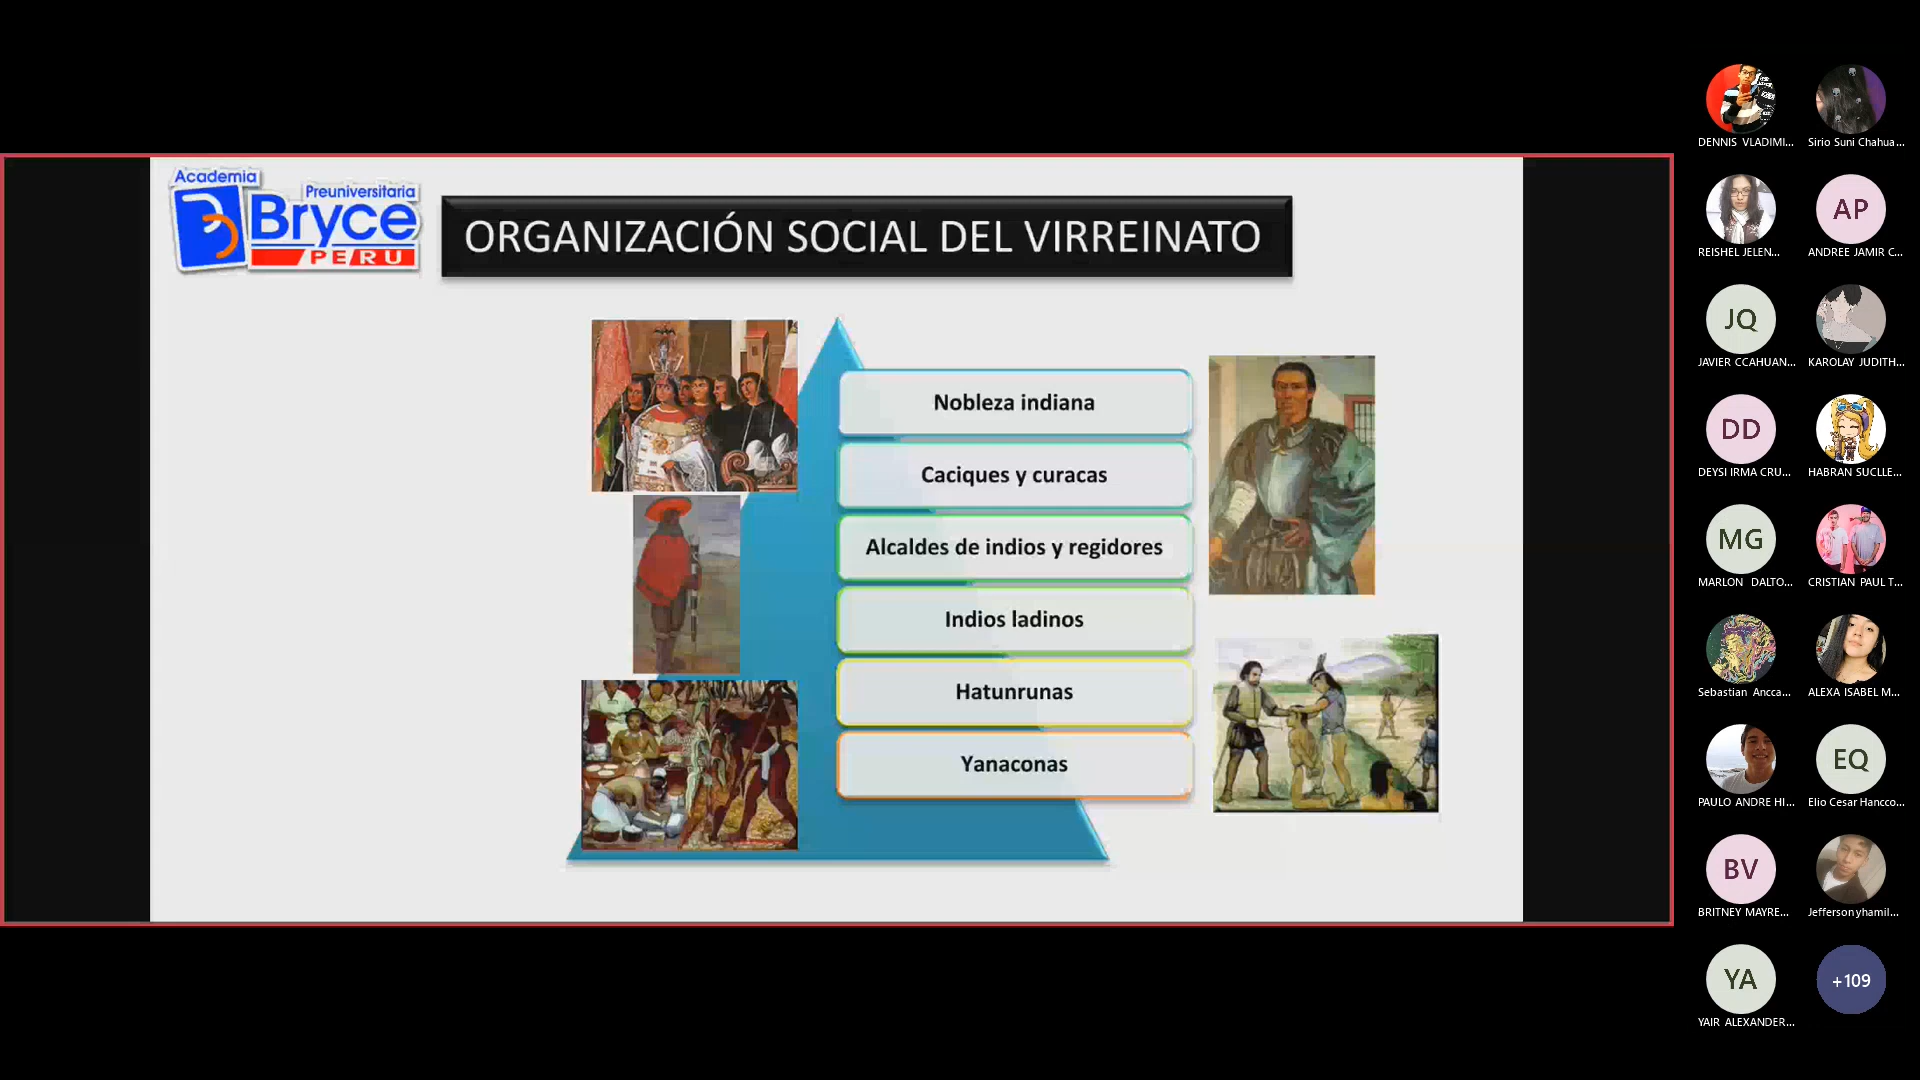 Academia
Preuniversitaria
Bryce
PERU
ORGANIZACIÓN SOCIAL DEL VIRREINATO
Nobleza indiana
Caciques y curacas
Alcaldes de indios y regidores
Indios ladinos
Hatunrunas
Yanaconas
DENNIS VLADIMI...
Sirio Suni Chahua...
REISHEL JELEN...
AP
ANDREE JAMIR C...
JQ
JAVIER CCAHUAN...
KAROLAY JUDITH...
DD
DEYSI IRMA CRU...
HABRAN SUCLLE...
MG
MARLON DALTO...
CRISTIAN PAUL T...
Sebastian Ancca...
ALEXA ISABEL M...
PAULO ANDRE HI...
EQ
Elio Cesar Hancco...
BV
BRITNEY MAYRE...
Jefferson yhamil...
YA
YAIR ALEXANDER...
+109